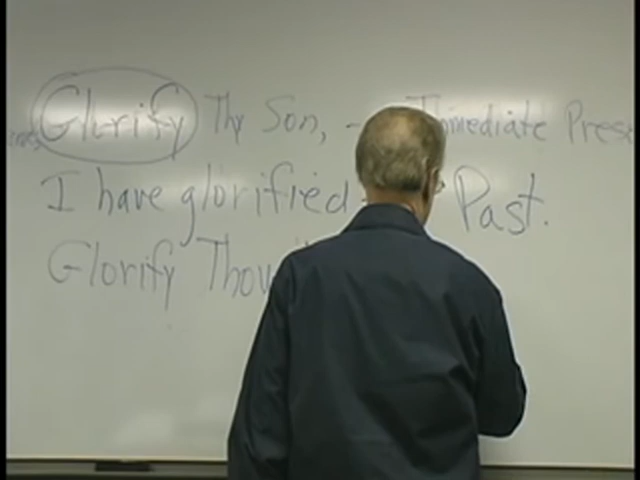 Glorify Thy Son, - Immediate Prese
I have glorified - Past.
Glorify Thou